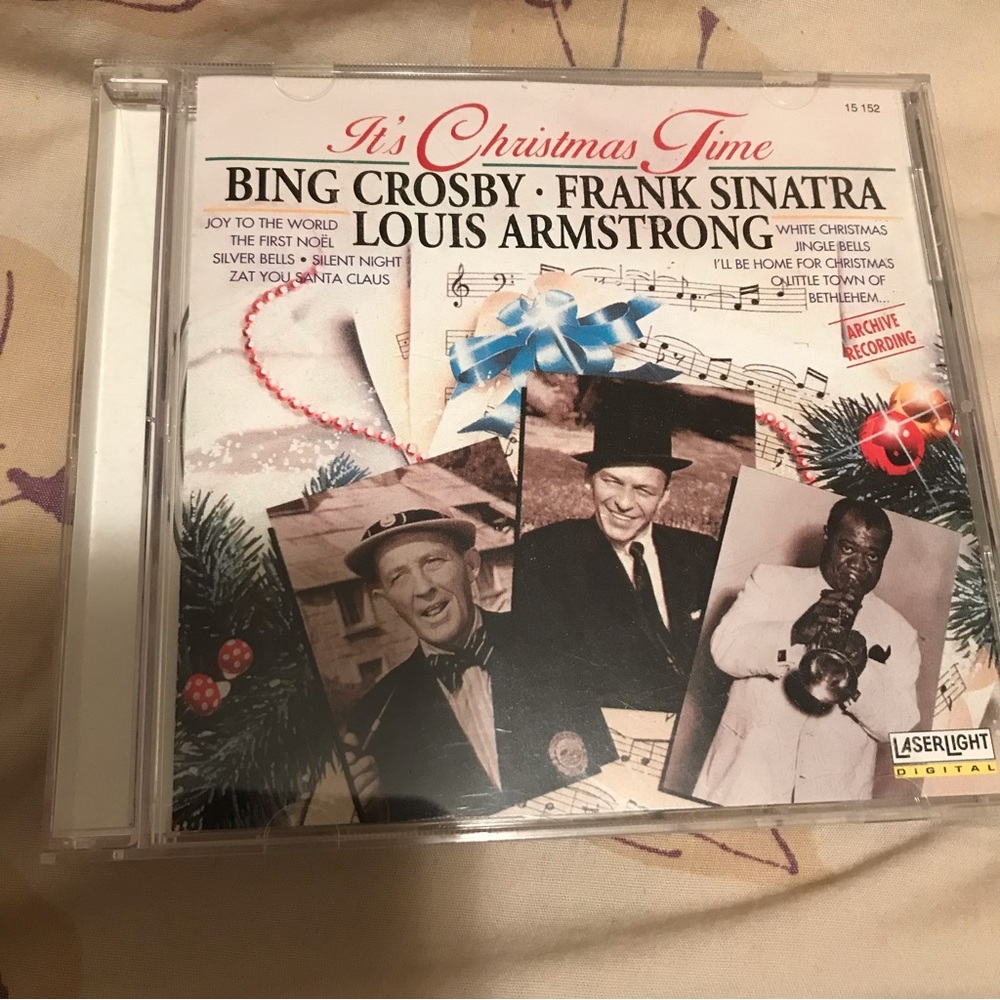 15 152
It's Christmas Time
BING CROSBY · FRANK SINATRA
LOUIS ARMSTRONG
JOY TO THE WORLD
THE FIRST NOËL
SILVER BELLS • SILENT NIGHT
ZAT YOU SANTA CLAUS
WHITE CHRISTMAS
JINGLE BELLS
I'LL BE HOME FOR CHRISTMAS
O LITTLE TOWN OF
BETHLEHEM...
ARCHIVE
RECORDING
LASERLIGHT
DIGITAL